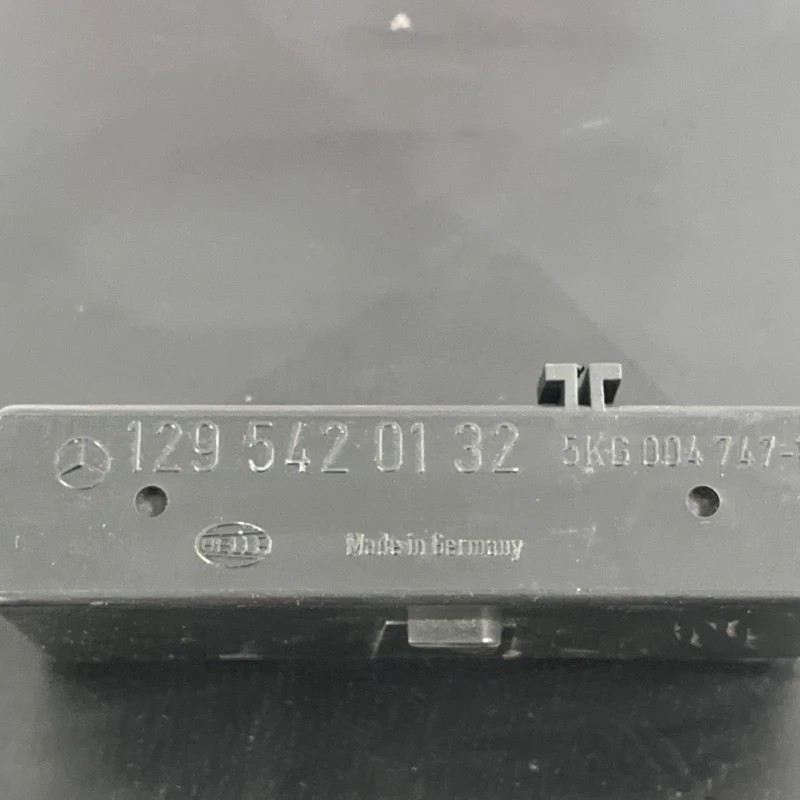 129 542 01 32 5KG 004 747-
HELLA
Made in Germany